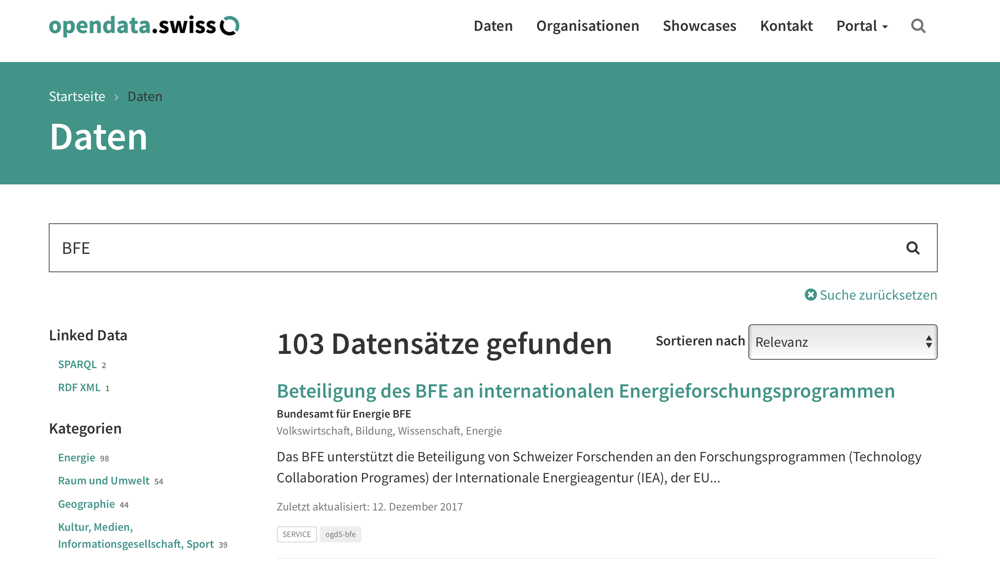 opendata.swiss
Daten Organisationen Showcases Kontakt Portal
Startseite > Daten
Daten
BFE
Suche zurücksetzen
Linked Data
SPARQL 2
RDF XML 1
Kategorien
Energie 98
Raum und Umwelt 54
Geographie 44
Kultur, Medien,
Informationsgesellschaft, Sport 39
103 Datensätze gefunden
Sortieren nach Relevanz
Beteiligung des BFE an internationalen Energieforschungsprogrammen
Bundesamt für Energie BFE
Volkswirtschaft, Bildung, Wissenschaft, Energie
Das BFE unterstützt die Beteiligung von Schweizer Forschenden an den Forschungsprogrammen (Technology
Collaboration Programes) der Internationale Energieagentur (IEA), der EU...
Zuletzt aktualisiert: 12. Dezember 2017
SERVICE ogd5-bfe